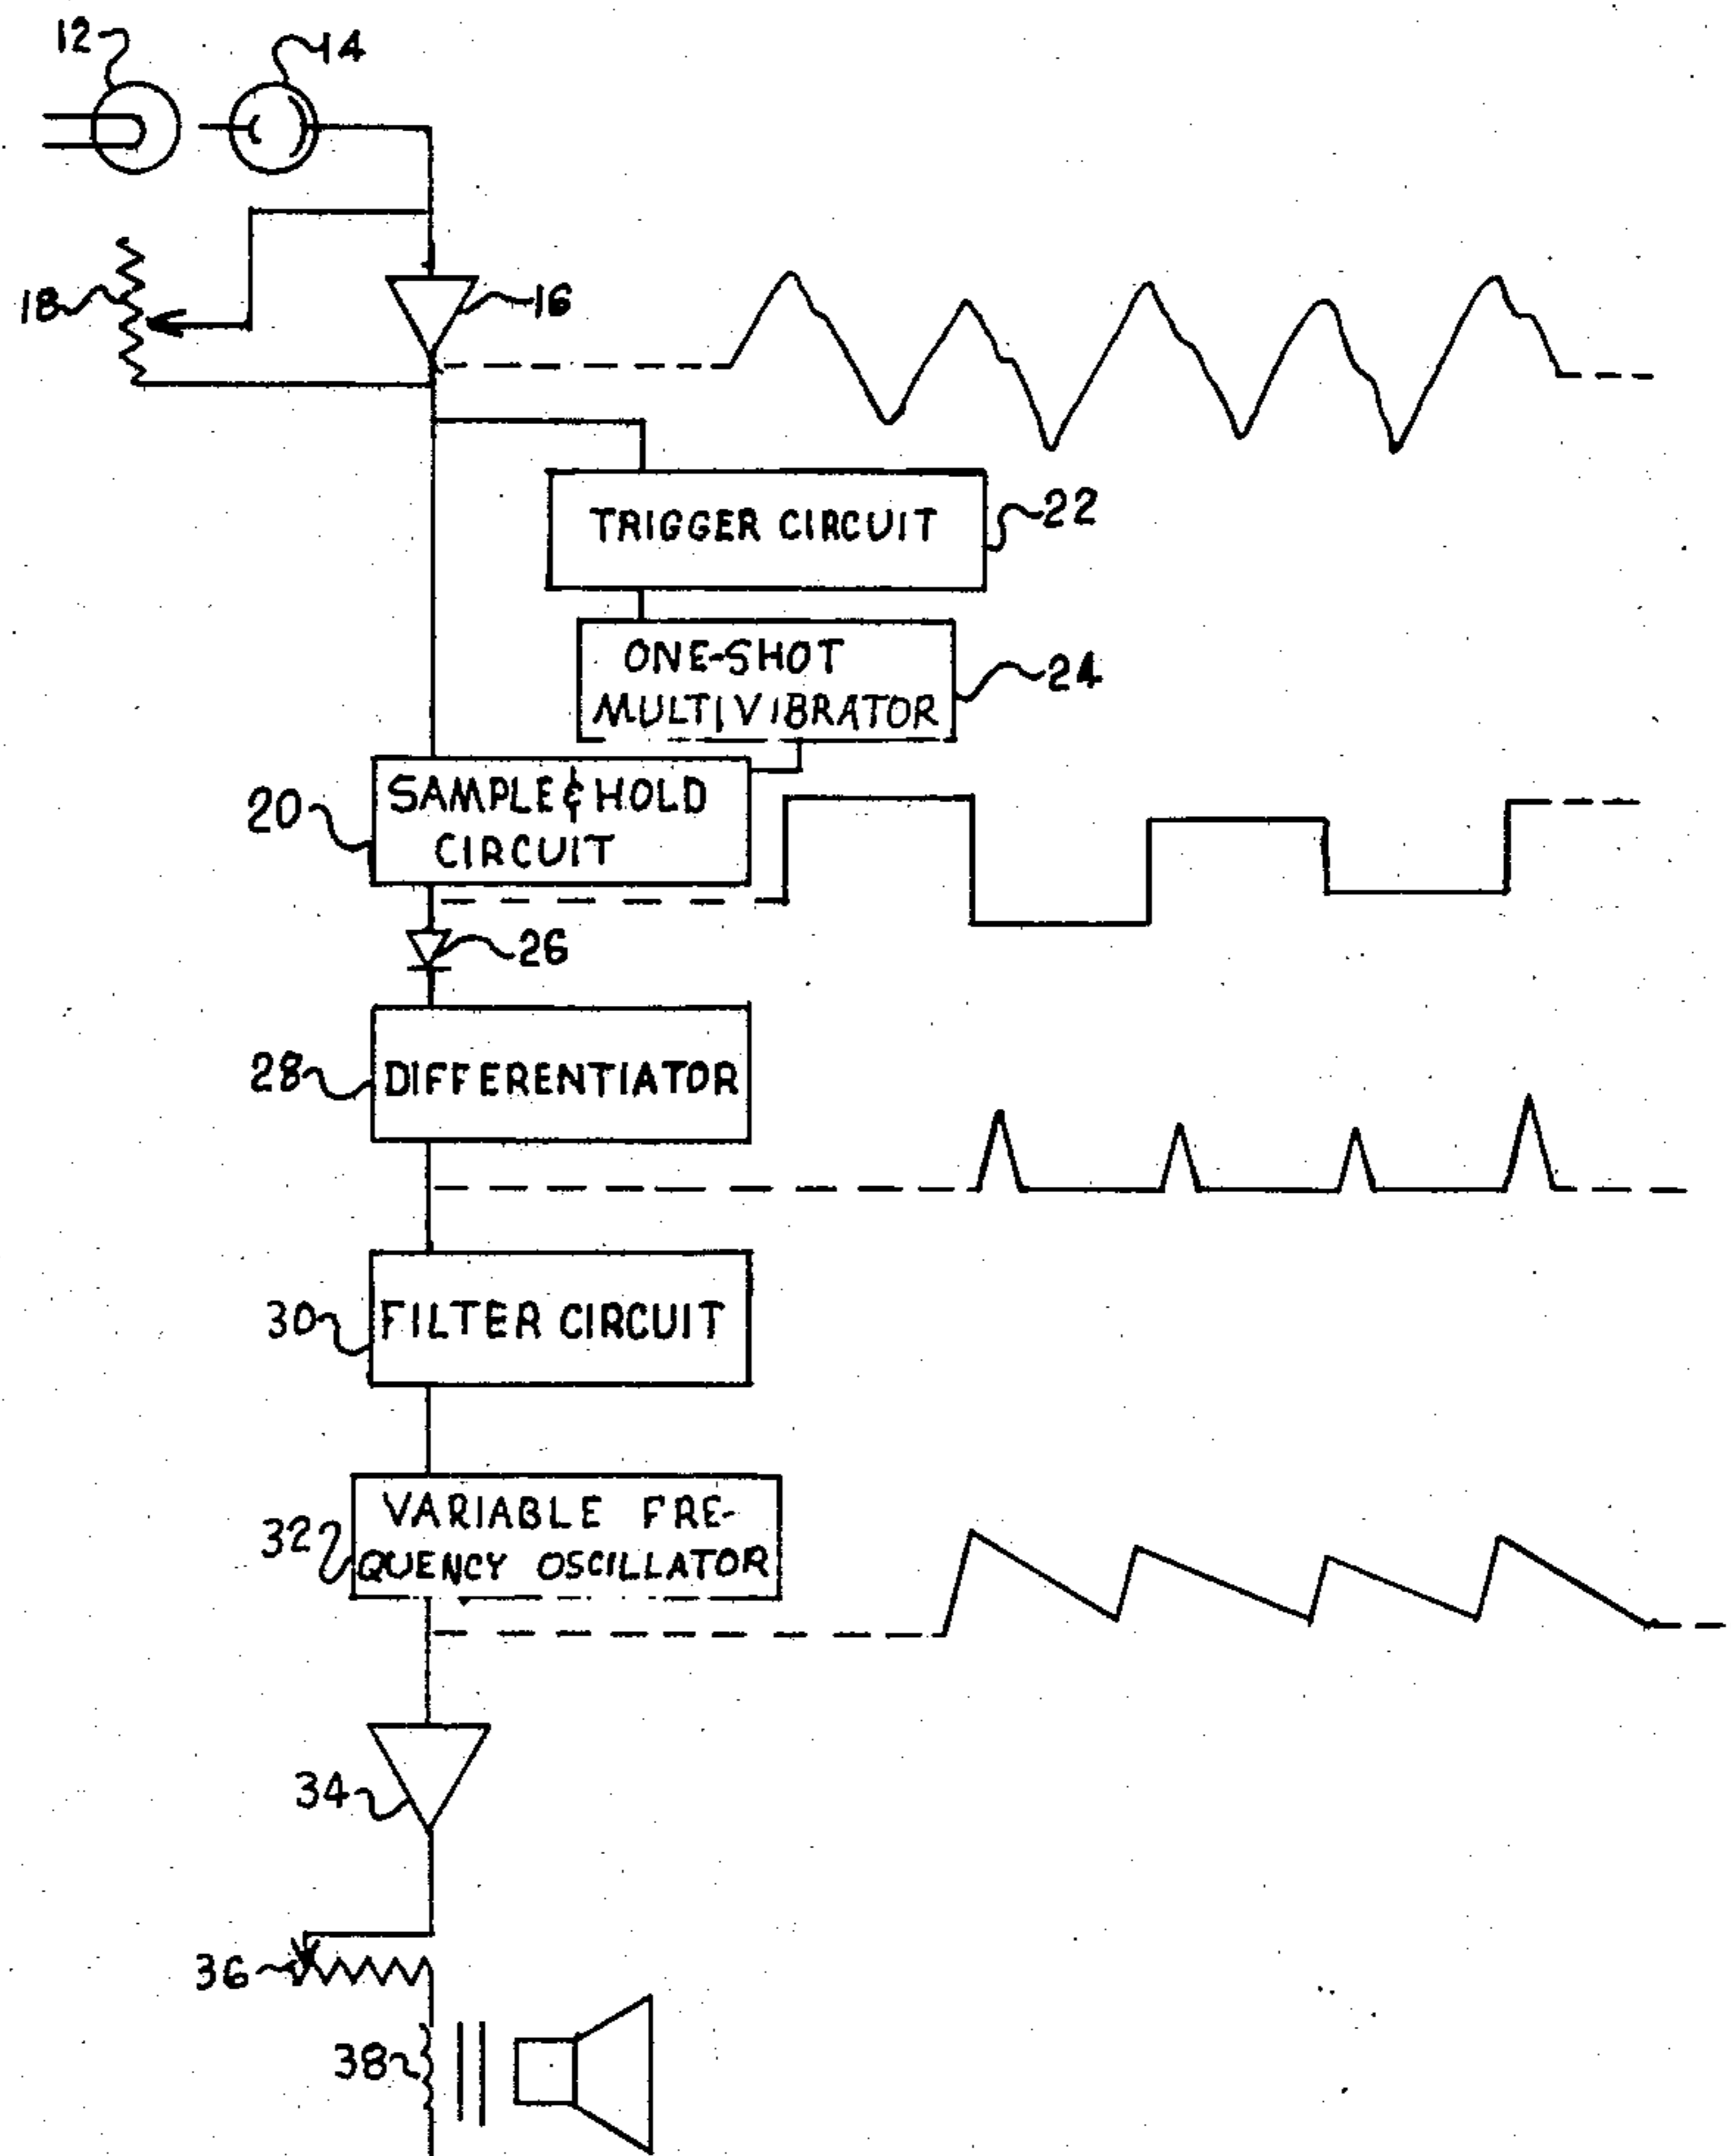 12
14
18
16
TRIGGER CIRCUIT
22
ONE-SHOT
MULTIVIBRATOR
24
20
SAMPLE & HOLD
CIRCUIT
26
28
DIFFERENTIATOR
30
FILTER CIRCUIT
32
VARIABLE FRE-
QUENCY OSCILLATOR
34
36
38